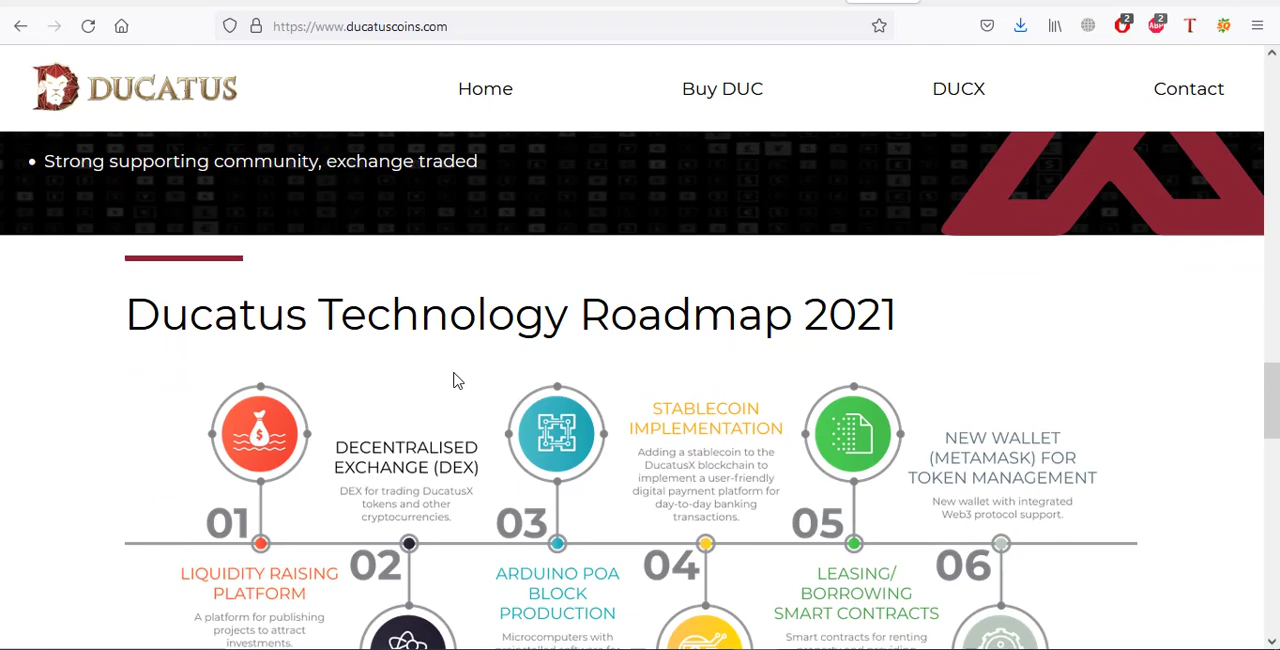 https://www.ducatuscoins.com
2
ABP
2
T
DUCATUS
Home
Buy DUC
DUCX
Contact
• Strong supporting community, exchange traded
Ducatus Technology Roadmap 2021
01
LIQUIDITY RAISING
PLATFORM
A platform for publishing
projects to attract
investments.
DECENTRALISED
EXCHANGE (DEX)
DEX for trading DucatusX
tokens and other
cryptocurrencies.
02
03
ARDUINO POA
BLOCK
PRODUCTION
Microcomputers with
STABLECOIN
IMPLEMENTATION
Adding a stablecoin to the
DucatusX blockchain to
implement a user-friendly
digital payment platform for
day-to-day banking
transactions.
04
05
LEASING/
BORROWING
SMART CONTRACTS
Smart contracts for renting
NEW WALLET
(METAMASK) FOR
TOKEN MANAGEMENT
New wallet with integrated
Web3 protocol support.
06